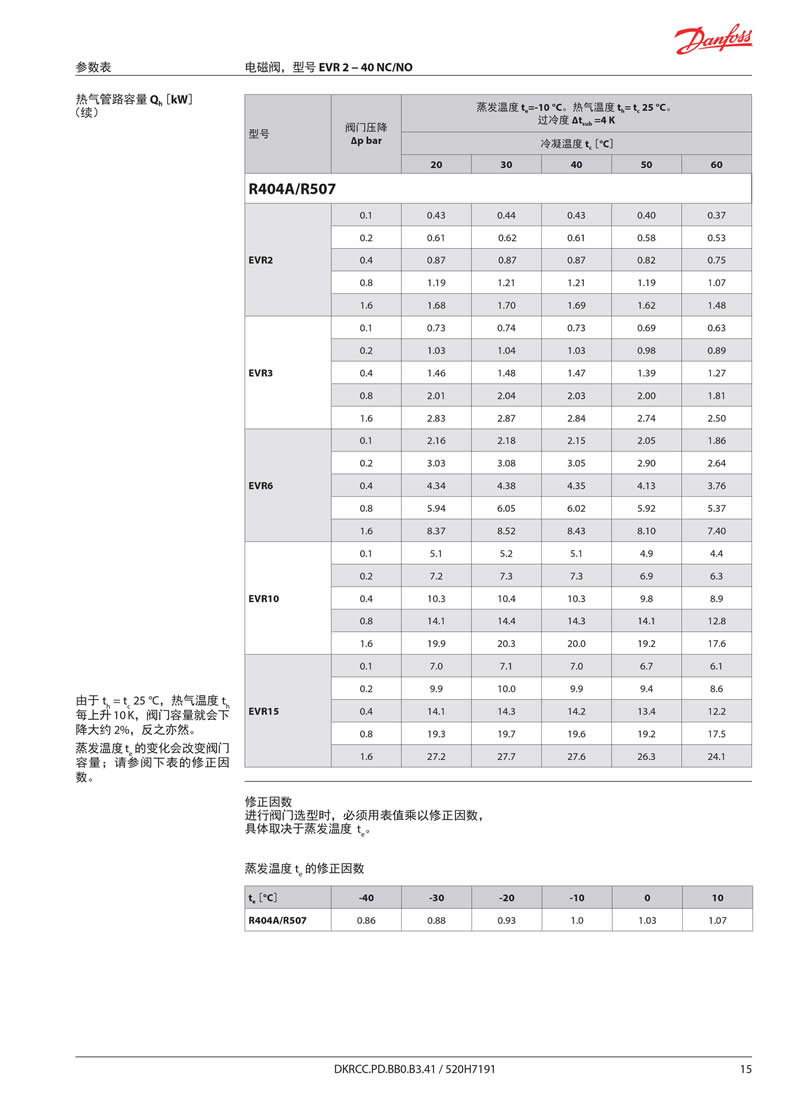 Danfoss
参数表
电磁阀，型号 EVR 2 – 40 NC/NO
热气管路容量 Qh［kW］
（续）
型号
阀门压降
Δp bar
蒸发温度 te=-10 °C。热气温度 th= tc 25 °C。
过冷度 Δtsub =4 K
冷凝温度 tc［°C］
20 30 40 50 60
R404A/R507
EVR2
0.1 0.43 0.44 0.43 0.40 0.37
0.2 0.61 0.62 0.61 0.58 0.53
0.4 0.87 0.87 0.87 0.82 0.75
0.8 1.19 1.21 1.21 1.19 1.07
1.6 1.68 1.70 1.69 1.62 1.48
EVR3
0.1 0.73 0.74 0.73 0.69 0.63
0.2 1.03 1.04 1.03 0.98 0.89
0.4 1.46 1.48 1.47 1.39 1.27
0.8 2.01 2.04 2.03 2.00 1.81
1.6 2.83 2.87 2.84 2.74 2.50
EVR6
0.1 2.16 2.18 2.15 2.05 1.86
0.2 3.03 3.08 3.05 2.90 2.64
0.4 4.34 4.38 4.35 4.13 3.76
0.8 5.94 6.05 6.02 5.92 5.37
1.6 8.37 8.52 8.43 8.10 7.40
EVR10
0.1 5.1 5.2 5.1 4.9 4.4
0.2 7.2 7.3 7.3 6.9 6.3
0.4 10.3 10.4 10.3 9.8 8.9
0.8 14.1 14.4 14.3 14.1 12.8
1.6 19.9 20.3 20.0 19.2 17.6
EVR15
0.1 7.0 7.1 7.0 6.7 6.1
0.2 9.9 10.0 9.9 9.4 8.6
0.4 14.1 14.3 14.2 13.4 12.2
0.8 19.3 19.7 19.6 19.2 17.5
1.6 27.2 27.7 27.6 26.3 24.1
由于 th = tc 25 °C，热气温度 th
每上升 10 K，阀门容量就会下
降大约 2%，反之亦然。
蒸发温度 te 的变化会改变阀门
容量；请参阅下表的修正因
数。
修正因数
进行阀门选型时，必须用表值乘以修正因数，
具体取决于蒸发温度 te。
蒸发温度 te 的修正因数
te［°C］ -40 -30 -20 -10 0 10
R404A/R507 0.86 0.88 0.93 1.0 1.03 1.07
DKRCC.PD.BB0.B3.41 / 520H7191
15